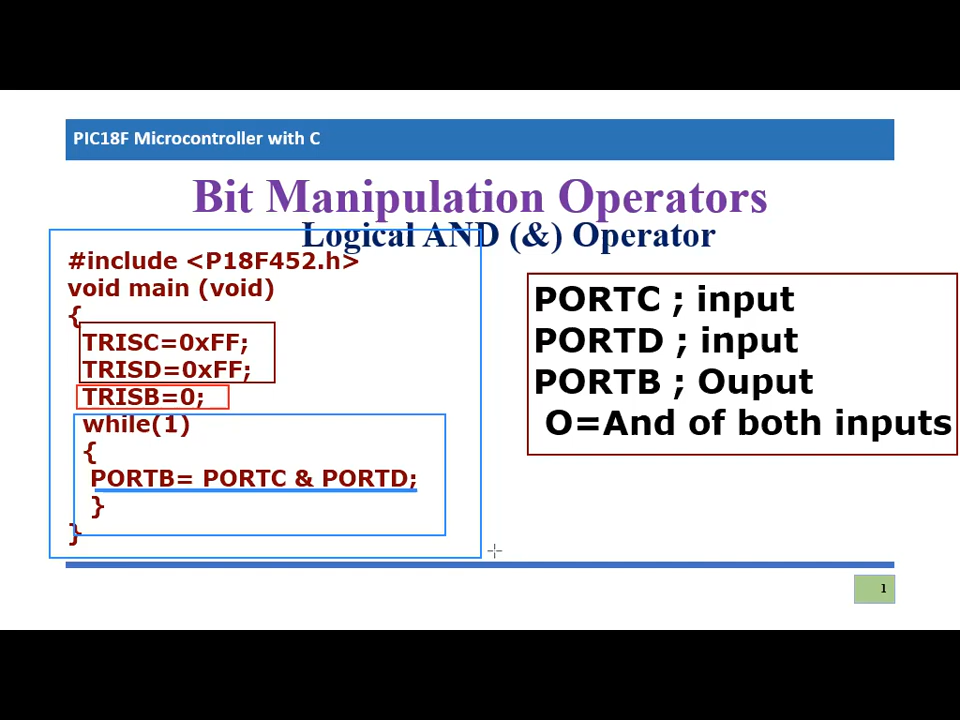 PIC18F Microcontroller with C
Bit Manipulation Operators
Logical AND (&) Operator
#include <P18F452.h>
void main (void)
{
TRISC=0xFF;
TRISD=0xFF;
TRISB=0;
while(1)
{
PORTB= PORTC & PORTD;
}
}
PORTC ; input
PORTD ; input
PORTB ; Ouput
O=And of both inputs
1